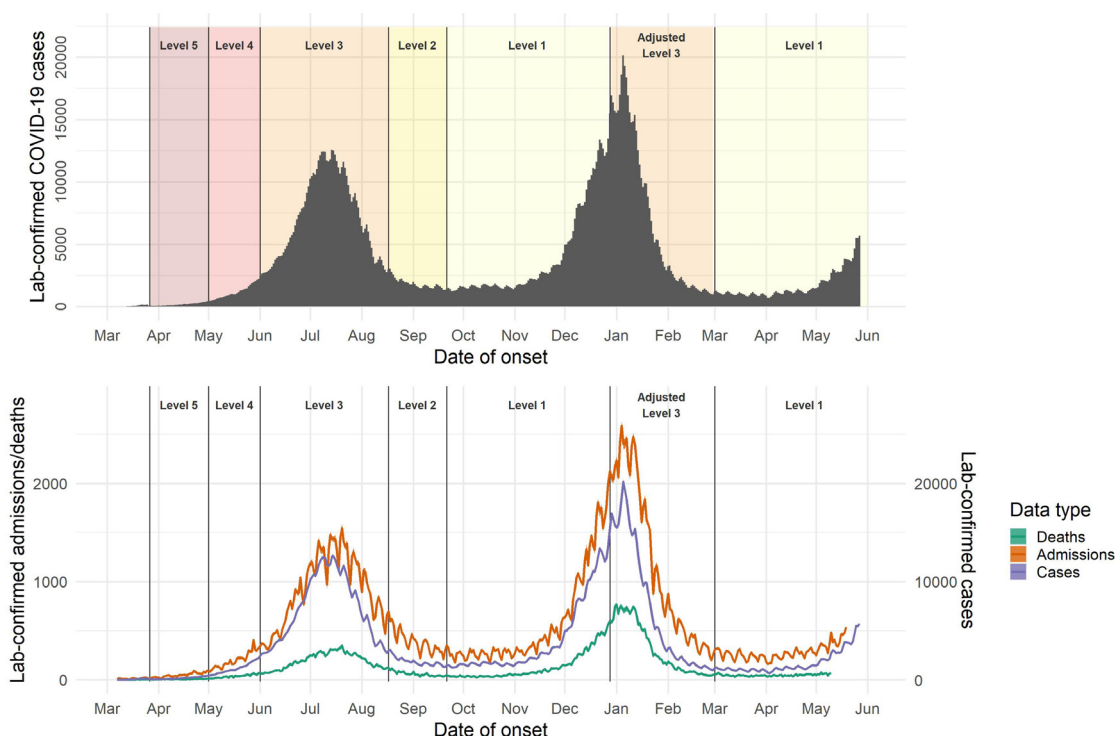 Lab-confirmed COVID-19 cases
20000
15000
10000
5000
0
Level 5
Level 4
Level 3
Level 2
Level 1
Adjusted
Level 3
Level 1
Mar Apr May Jun Jul Aug Sep Oct Nov Dec Jan Feb Mar Apr May Jun
Date of onset
Lab-confirmed admissions/deaths
2000
1000
0
Level 5
Level 4
Level 3
Level 2
Level 1
Adjusted
Level 3
Level 1
20000
10000
0
Lab-confirmed cases
Mar Apr May Jun Jul Aug Sep Oct Nov Dec Jan Feb Mar Apr May Jun
Date of onset
Data type
Deaths
Admissions
Cases